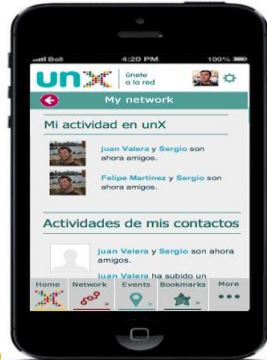 Bell 4:20 PM 100%
unx únete
a la red
My network
Mi actividad en unX
juan Valera y Sergio son
ahora amigos.
Felipe Martinez y Sergio son
ahora amigos.
Actividades de mis contactos
juan Valera y Sergio son ahora
amigos.
juan Valera ha subido un
Home Network Events Bookmarks More